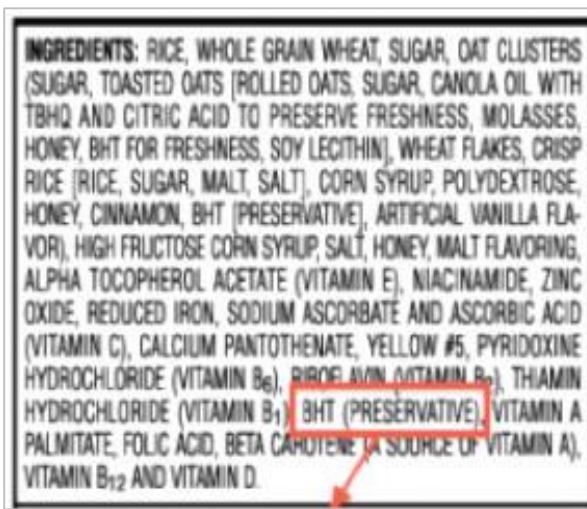 INGREDIENTS: RICE, WHOLE GRAIN WHEAT, SUGAR, OAT CLUSTERS
(SUGAR, TOASTED OATS [ROLLED OATS, SUGAR, CANOLA OIL WITH
TBHQ AND CITRIC ACID TO PRESERVE FRESHNESS, MOLASSES,
HONEY, BHT FOR FRESHNESS, SOY LECITHIN], WHEAT FLAKES, CRISP
RICE [RICE, SUGAR, MALT, SALT], CORN SYRUP, POLYDEXTROSE,
HONEY, CINNAMON, BHT [PRESERVATIVE], ARTIFICIAL VANILLA FLA-
VOR), HIGH FRUCTOSE CORN SYRUP, SALT, HONEY, MALT FLAVORING,
ALPHA TOCOPHEROL ACETATE (VITAMIN E), NIACINAMIDE, ZINC
OXIDE, REDUCED IRON, SODIUM ASCORBATE AND ASCORBIC ACID
(VITAMIN C), CALCIUM PANTOTHENATE, YELLOW #5, PYRIDOXINE
HYDROCHLORIDE (VITAMIN B₆), RIBOFLAVIN (VITAMIN B₂), THIAMIN
HYDROCHLORIDE (VITAMIN B₁), BHT (PRESERVATIVE), VITAMIN A
PALMITATE, FOLIC ACID, BETA CAROTENE (A SOURCE OF VITAMIN A),
VITAMIN B₁₂ AND VITAMIN D.